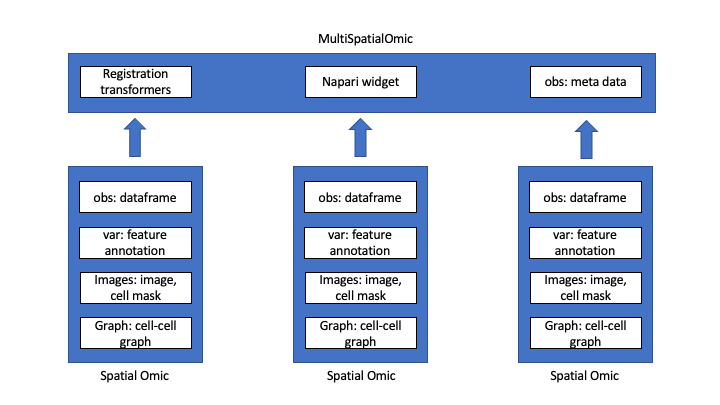 MultiSpatialOmic
Registration
transformers
Napari widget
obs: meta data
obs: dataframe
var: feature
annotation
Images: image,
cell mask
Graph: cell-cell
graph
Spatial Omic
obs: dataframe
var: feature
annotation
Images: image,
cell mask
Graph: cell-cell
graph
Spatial Omic
obs: dataframe
var: feature
annotation
Images: image,
cell mask
Graph: cell-cell
graph
Spatial Omic